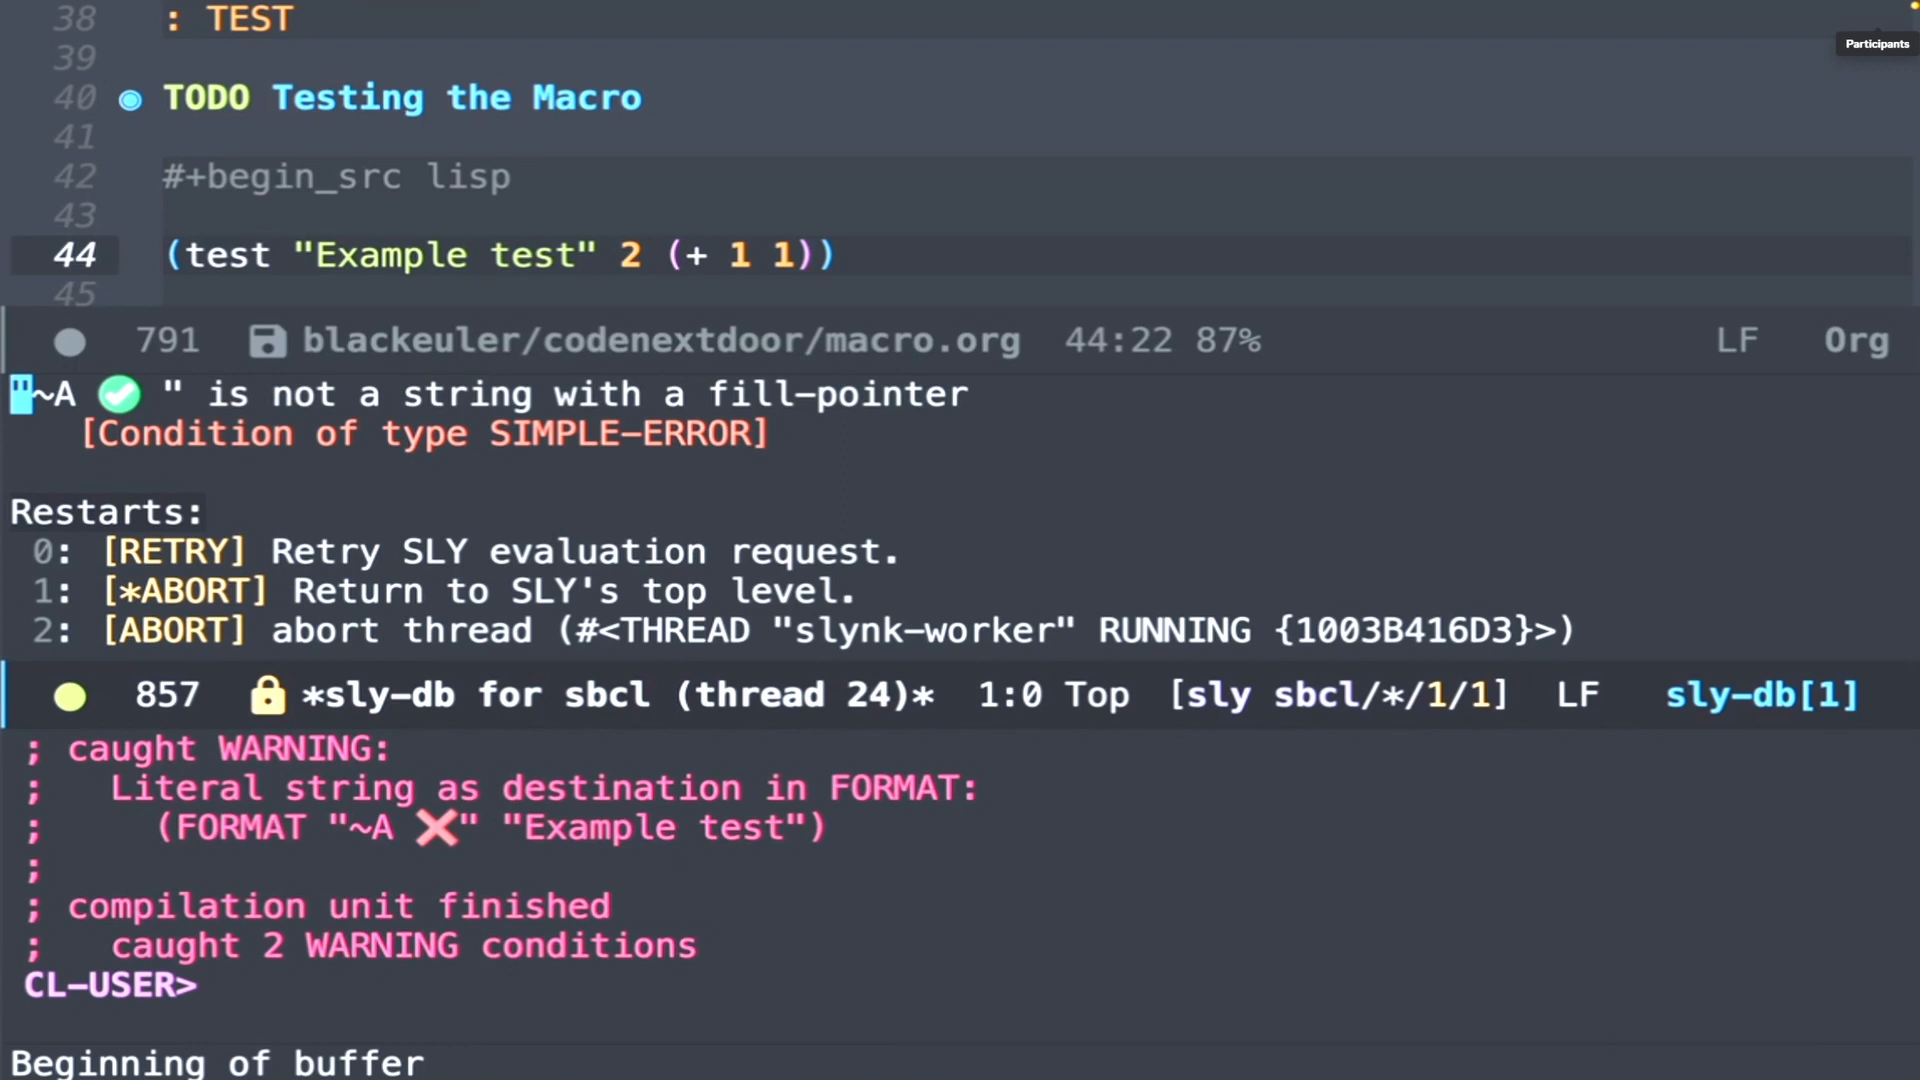 38 : TEST
Participants
39
40 TODO Testing the Macro
41
42 #+begin_src lisp
43
44 (test "Example test" 2 (+ 1 1))
45
791 blackeuler/codenextdoor/macro.org 44:22 87% LF Org
"~A ✅ " is not a string with a fill-pointer
[Condition of type SIMPLE-ERROR]
Restarts:
0: [RETRY] Retry SLY evaluation request.
1: [*ABORT] Return to SLY's top level.
2: [ABORT] abort thread (#<THREAD "slynk-worker" RUNNING {1003B416D3}>)
857 *sly-db for sbcl (thread 24)* 1:0 Top [sly sbcl/*/1/1] LF sly-db[1]
; caught WARNING:
; Literal string as destination in FORMAT:
; (FORMAT "~A ❌" "Example test")
;
; compilation unit finished
; caught 2 WARNING conditions
CL-USER>
Beginning of buffer